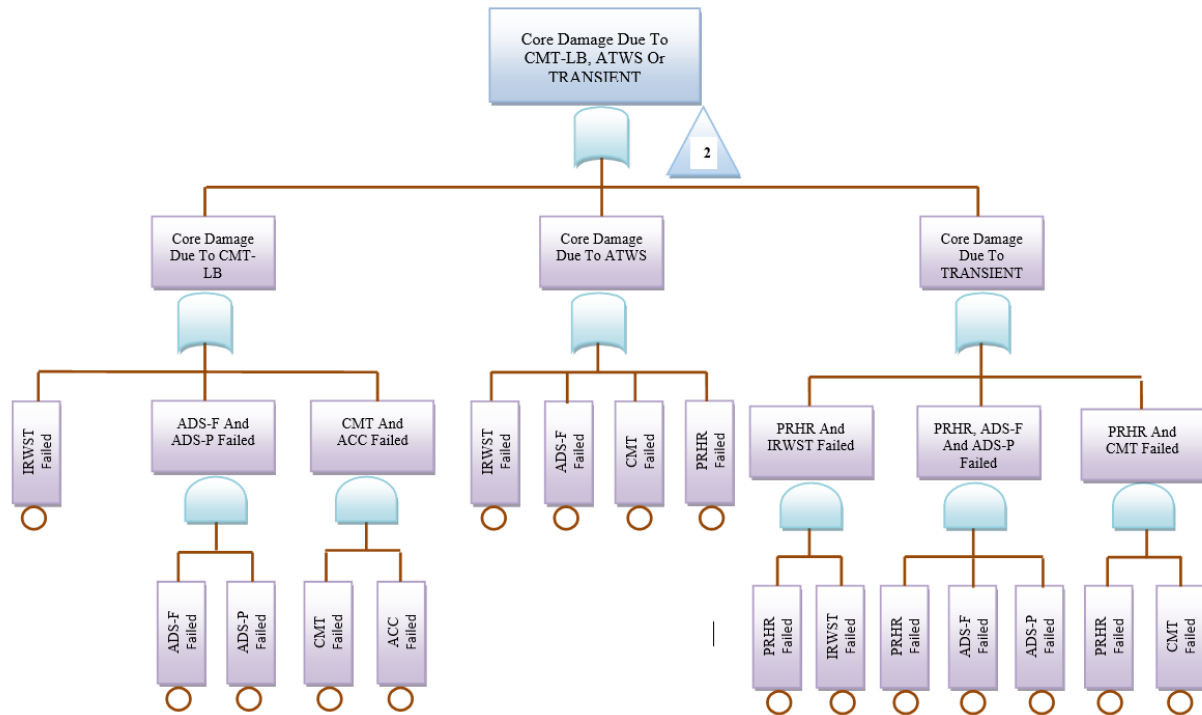 Core Damage Due To
CMT-LB, ATWS Or
TRANSIENT
2
Core Damage
Due To CMT-
LB
Core Damage
Due To ATWS
Core Damage
Due To
TRANSIENT
IRWST
Failed
ADS-F And
ADS-P Failed
CMT And
ACC Failed
IRWST
Failed
ADS-F
Failed
CMT
Failed
PRHR
Failed
PRHR And
IRWST Failed
PRHR, ADS-F
And ADS-P
Failed
PRHR And
CMT Failed
ADS-F
Failed
ADS-P
Failed
CMT
Failed
ACC
Failed
PRHR
Failed
IRWST
Failed
PRHR
Failed
ADS-F
Failed
ADS-P
Failed
PRHR
Failed
CMT
Failed